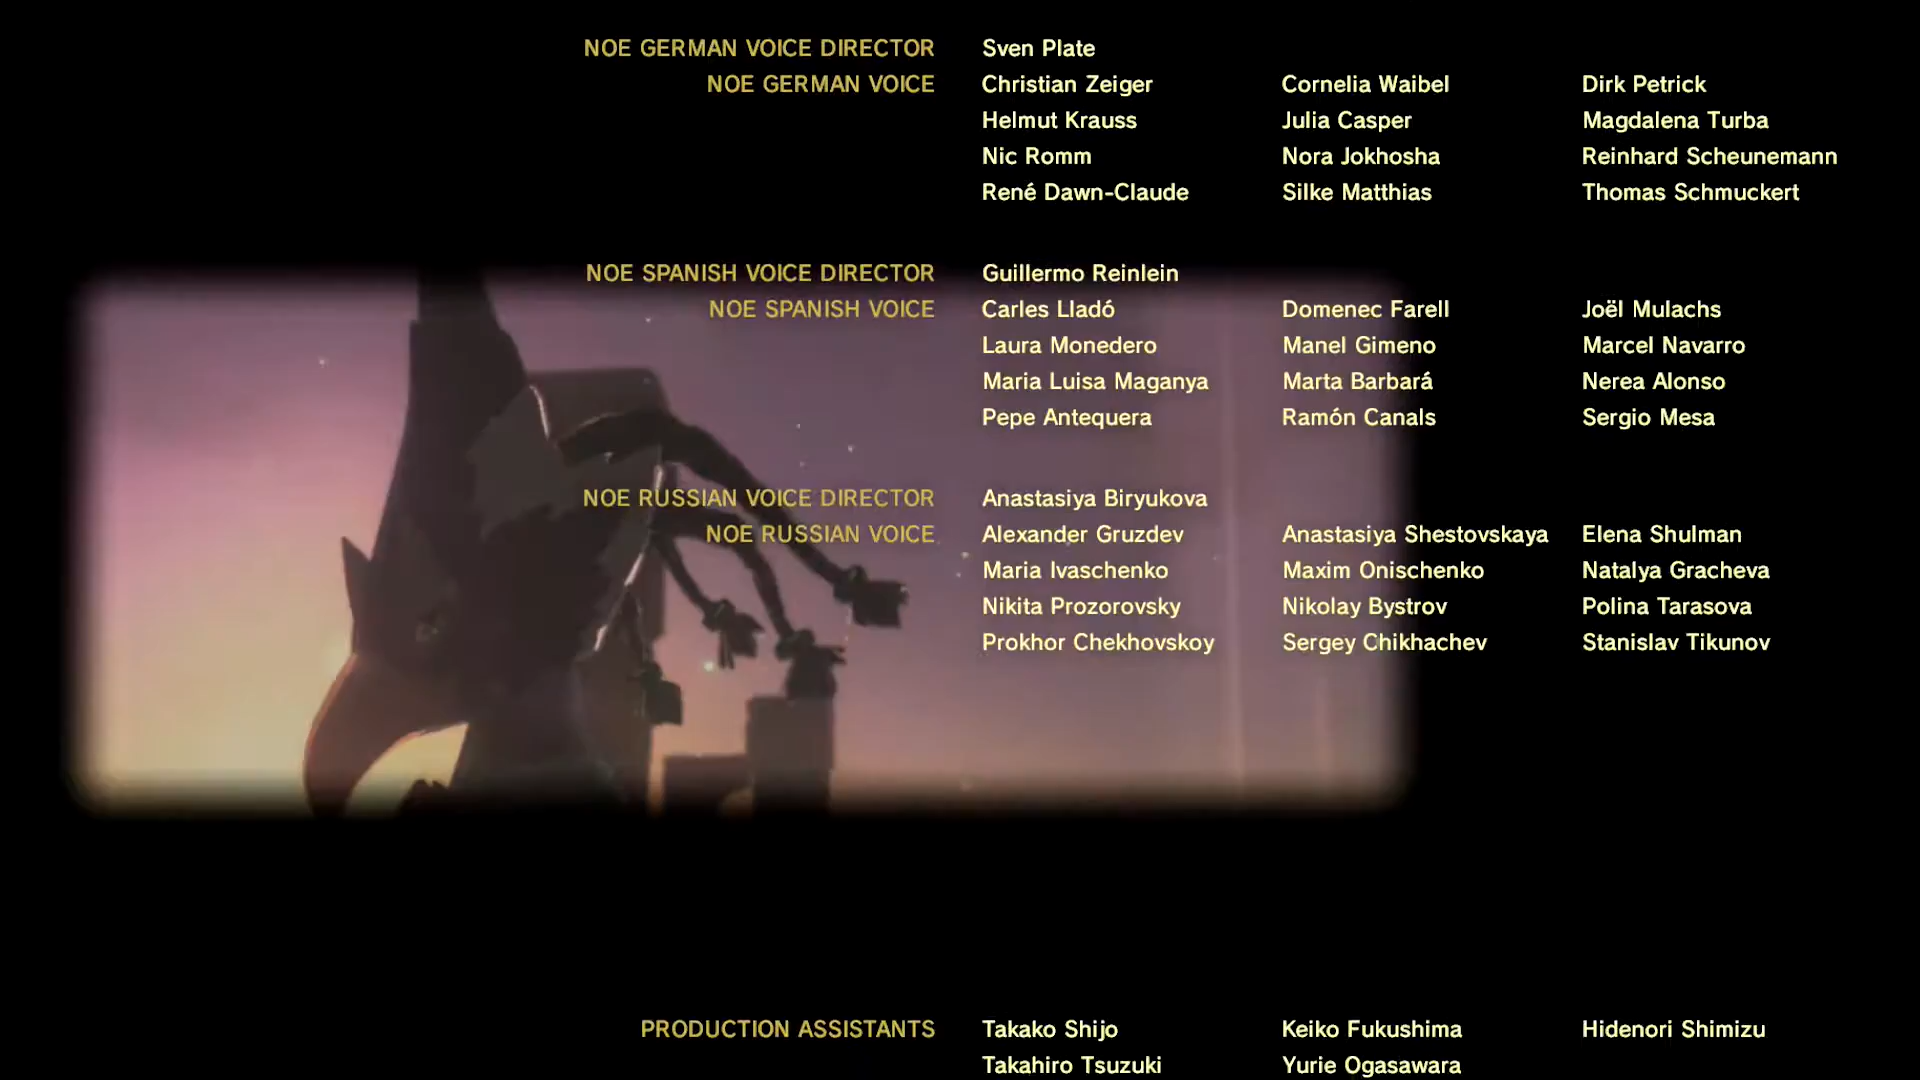 NOE GERMAN VOICE DIRECTOR Sven Plate
NOE GERMAN VOICE Christian Zeiger Cornelia Waibel Dirk Petrick
Helmut Krauss Julia Casper Magdalena Turba
Nic Romm Nora Jokhosha Reinhard Scheunemann
René Dawn-Claude Silke Matthias Thomas Schmuckert
NOE SPANISH VOICE DIRECTOR Guillermo Reinlein
NOE SPANISH VOICE Carles Lladó Domenec Farell Joël Mulachs
Laura Monedero Manel Gimeno Marcel Navarro
Maria Luisa Maganya Marta Barbará Nerea Alonso
Pepe Antequera Ramón Canals Sergio Mesa
NOE RUSSIAN VOICE DIRECTOR Anastasiya Biryukova
NOE RUSSIAN VOICE Alexander Gruzdev Anastasiya Shestovskaya Elena Shulman
Maria Ivaschenko Maxim Onischenko Natalya Gracheva
Nikita Prozorovsky Nikolay Bystrov Polina Tarasova
Prokhor Chekhovskoy Sergey Chikhachev Stanislav Tikunov
PRODUCTION ASSISTANTS Takako Shijo Keiko Fukushima Hidenori Shimizu
Takahiro Tsuzuki Yurie Ogasawara